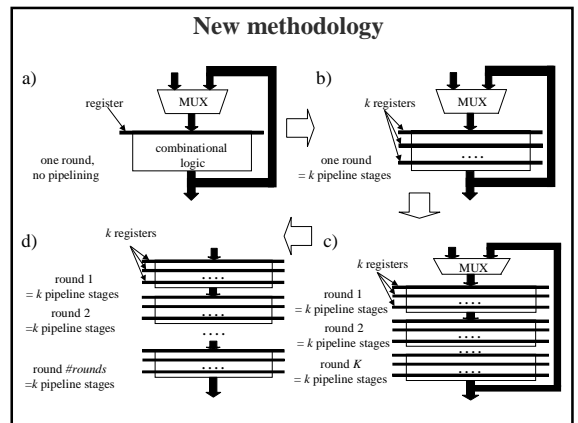 New methodology
a)
MUX
register
combinational
logic
one round,
no pipelining
b)
MUX
k registers
. . . .
one round
= k pipeline stages
d)
k registers
. . . .
round 1
= k pipeline stages
round 2
=k pipeline stages
. . . .
. . . .
round #rounds
=k pipeline stages
. . . .
c)
MUX
k registers
round 1
= k pipeline stages
. . . .
round 2
= k pipeline stages
. . . .
. . . .
round K
= k pipeline stages
. . . .